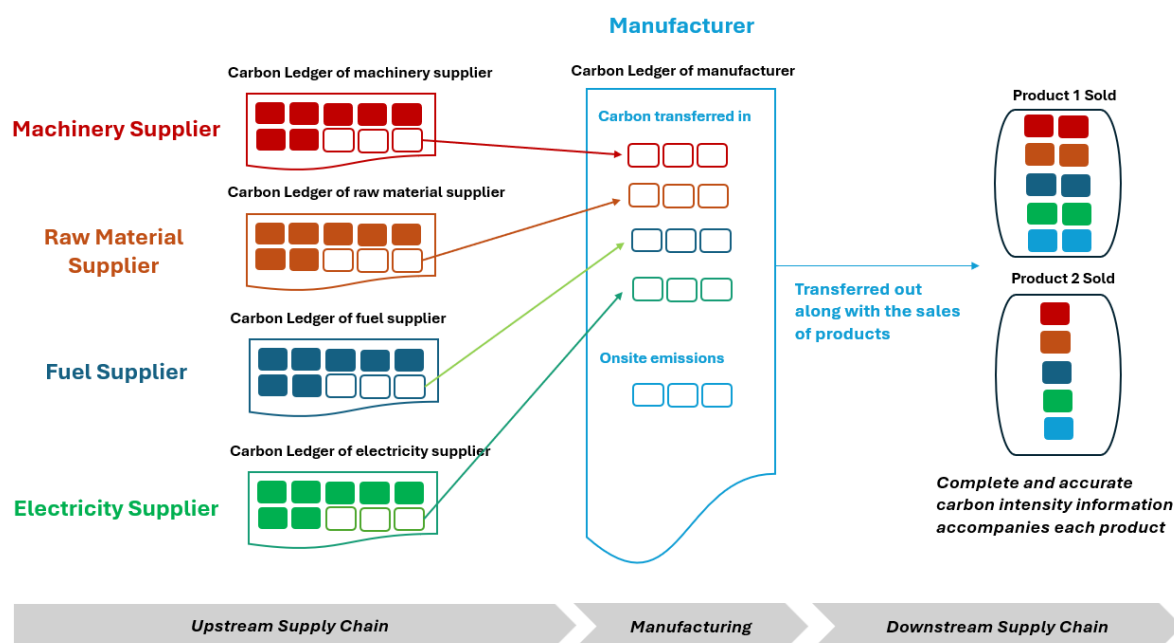 Manufacturer
Carbon Ledger of machinery supplier
Carbon Ledger of manufacturer
Machinery Supplier
Carbon transferred in
Product 1 Sold
Carbon Ledger of raw material supplier
Raw Material
Supplier
Carbon Ledger of fuel supplier
Fuel Supplier
Transferred out
along with the sales
of products
Product 2 Sold
Onsite emissions
Carbon Ledger of electricity supplier
Electricity Supplier
Complete and accurate
carbon intensity information
accompanies each product
Upstream Supply Chain
Manufacturing
Downstream Supply Chain